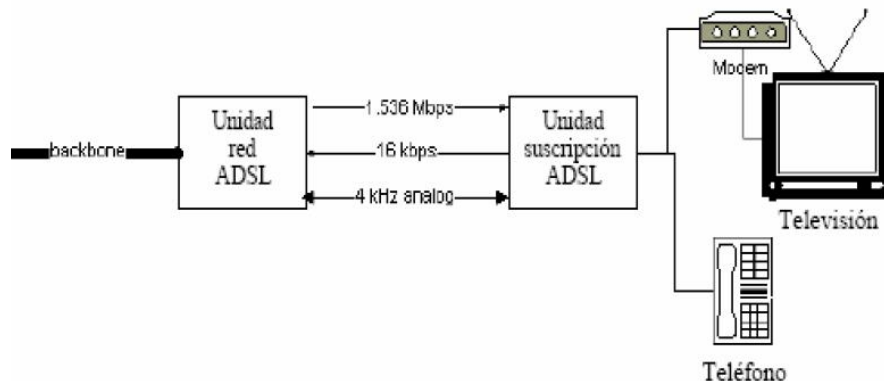 backbone
Unidad
red
ADSL
1.536 Mbps
16 kbps
4 kHz analog
Unidad
suscripción
ADSL
Modem
Televisión
Teléfono